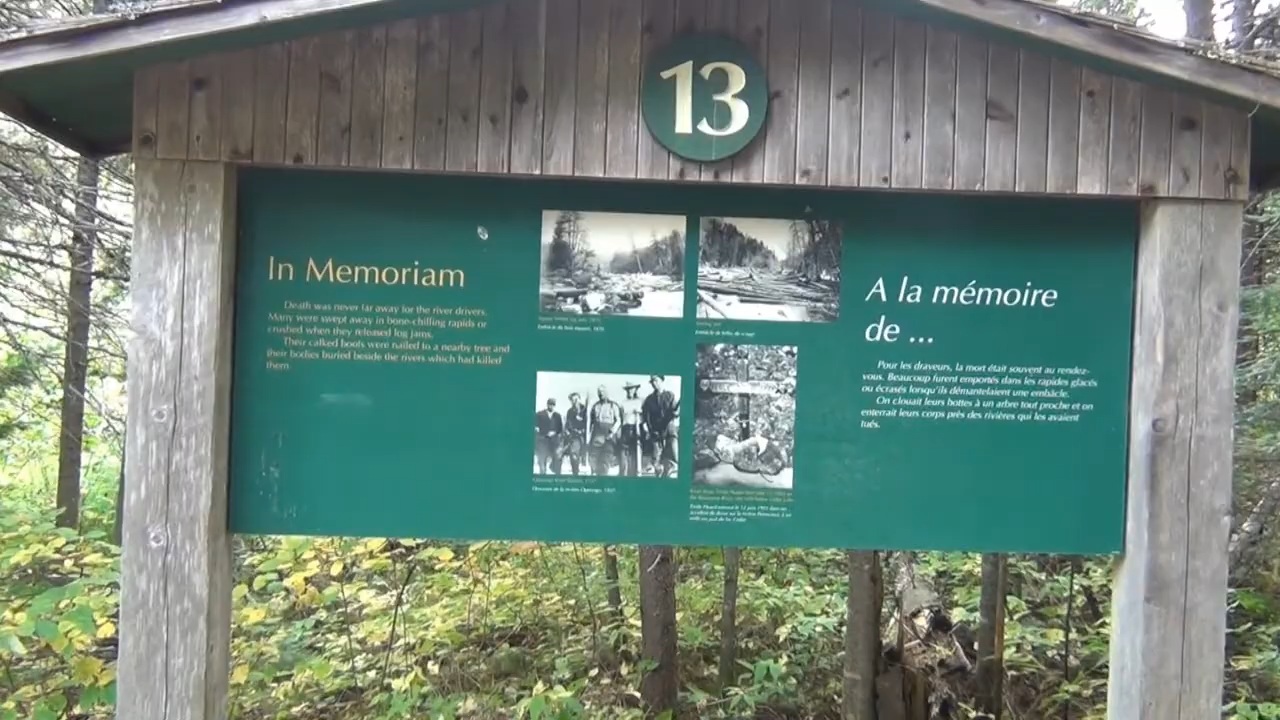 13
In Memoriam
Death was never far away for the river drivers.
Many were swept away in bone-chilling rapids or
crushed when they released log jams.
Their calked boots were nailed to a nearby tree and
their bodies buried beside the rivers which had killed
them.
A la mémoire
de ...
Pour les draveurs, la mort était souvent au rendez-
vous. Beaucoup furent emportés dans les rapides glacés
ou écrasés lorsqu'ils démantelaient une embâcle.
On clouait leurs bottes à un arbre tout proche et on
enterrait leurs corps près des rivières qui les avaient
tués.